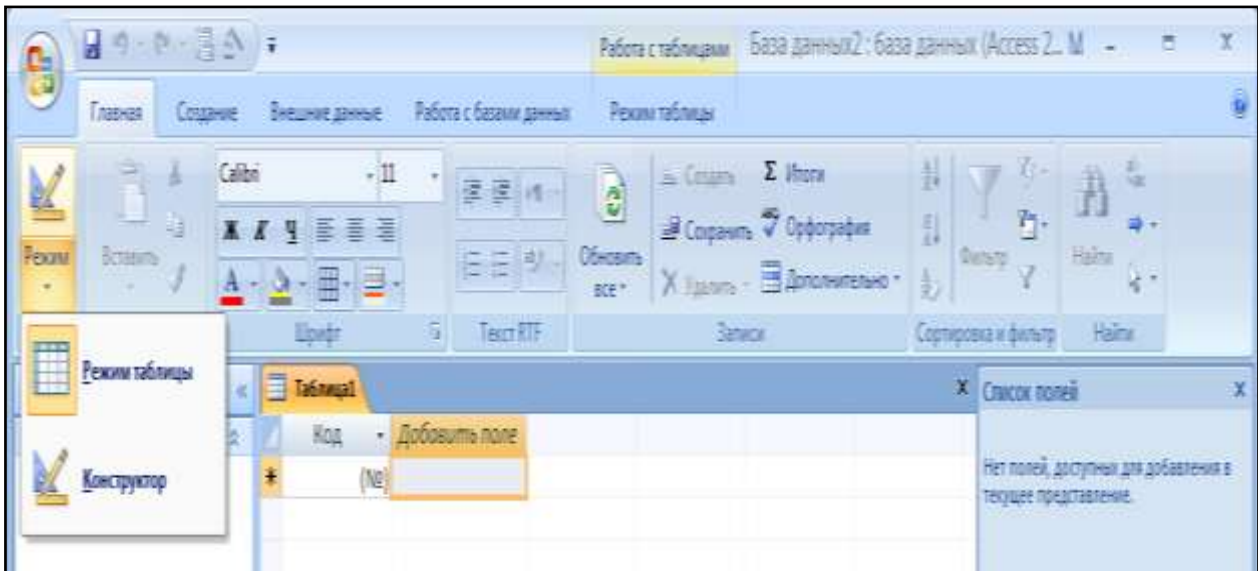 Работа с таблицами База данных2 : база данных (Access 2... M
Главная Создание Внешние данные Работа с базами данных Режим таблицы
Calibri 11
Создать Σ Итоги
Ж К Ч
Сохранить Орфография
Режим Вставить Обновить все Удалить Дополнительно Фильтр Найти
А
Шрифт Текст RTF Записи Сортировка и фильтр Найти
Режим таблицы
Конструктор
Таблица1
Код Добавить поле
* (№)
Список полей
Нет полей, доступных для добавления в
текущее представление.